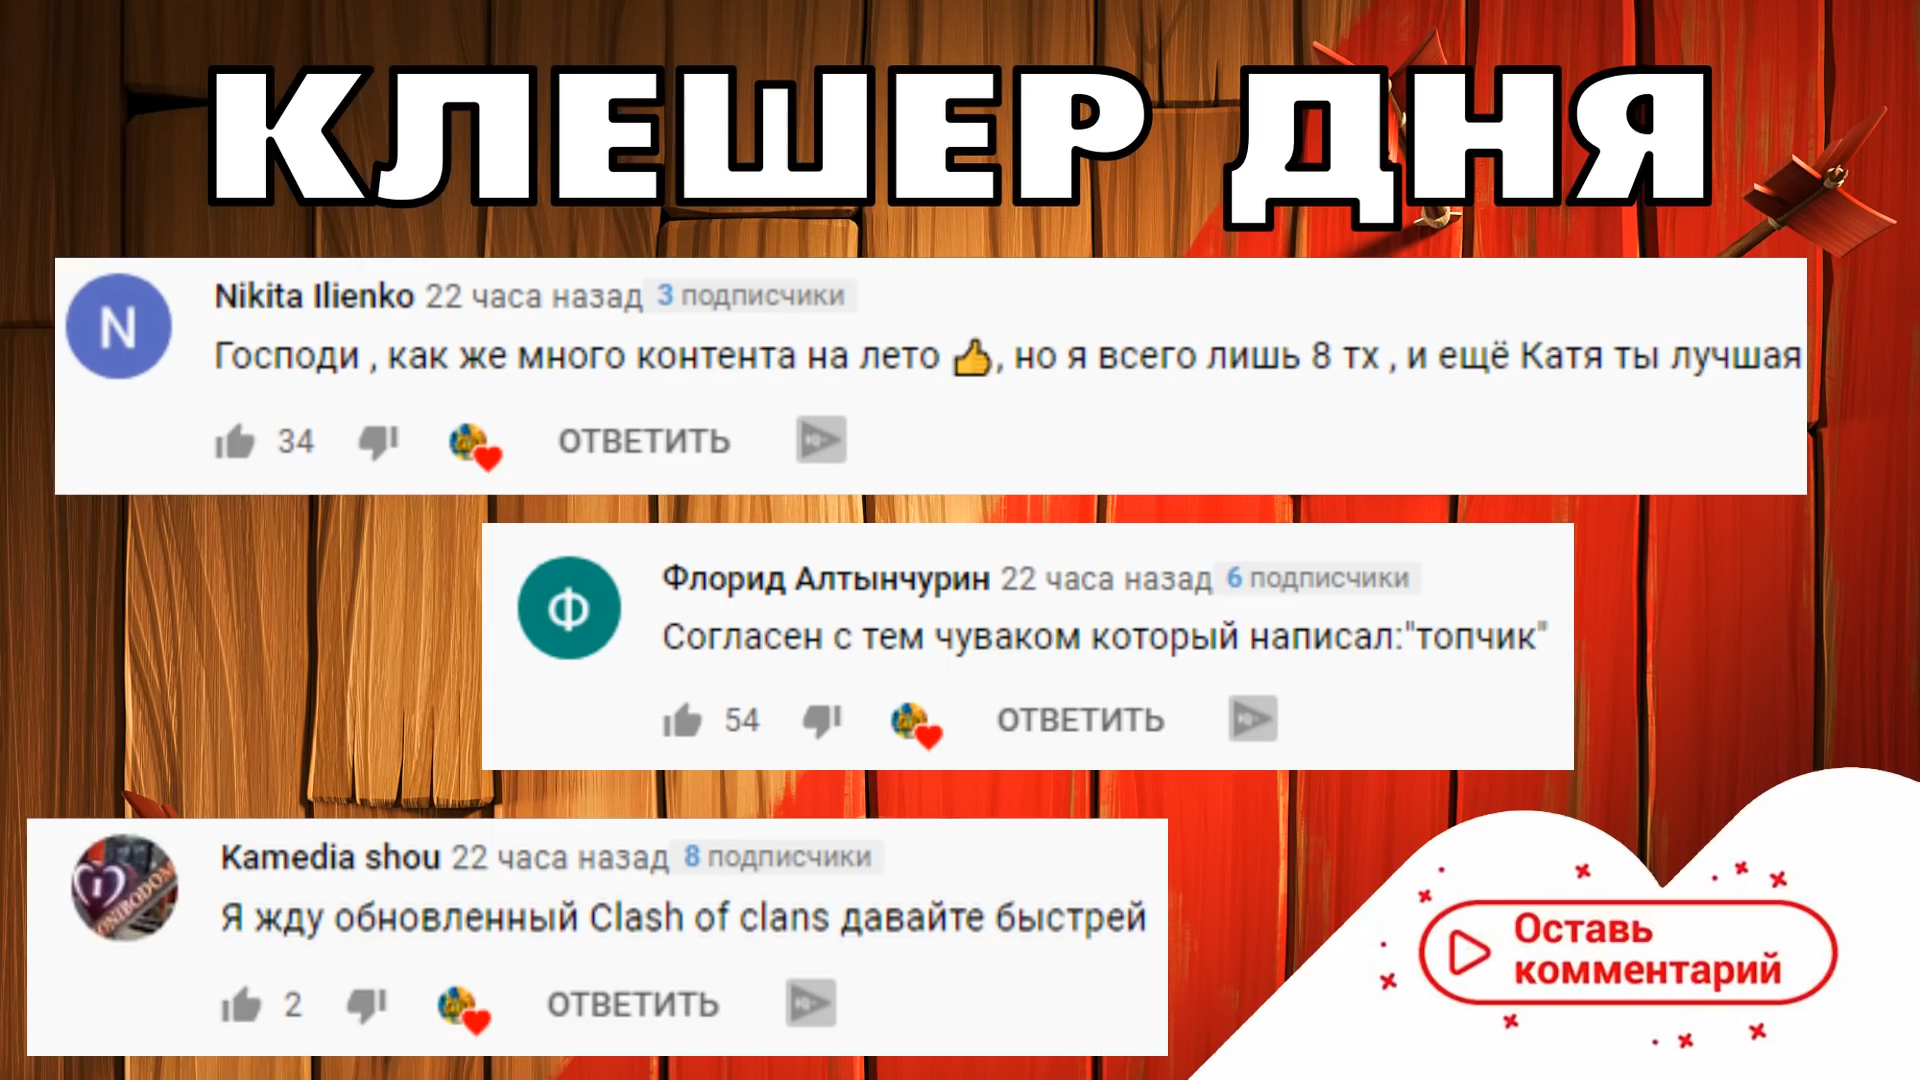 КЛЕШЕР ДНЯ
N
Nikita Ilienko 22 часа назад 3 подписчики
Господи , как же много контента на лето 👍, но я всего лишь 8 тх , и ещё Катя ты лучшая
34 ОТВЕТИТЬ
Ф
Флорид Алтынчурин 22 часа назад 6 подписчики
Согласен с тем чуваком который написал:"топчик"
54 ОТВЕТИТЬ
Kamedia shou 22 часа назад 8 подписчики
Я жду обновленный Clash of clans давайте быстрей
2 ОТВЕТИТЬ
Оставь
комментарий